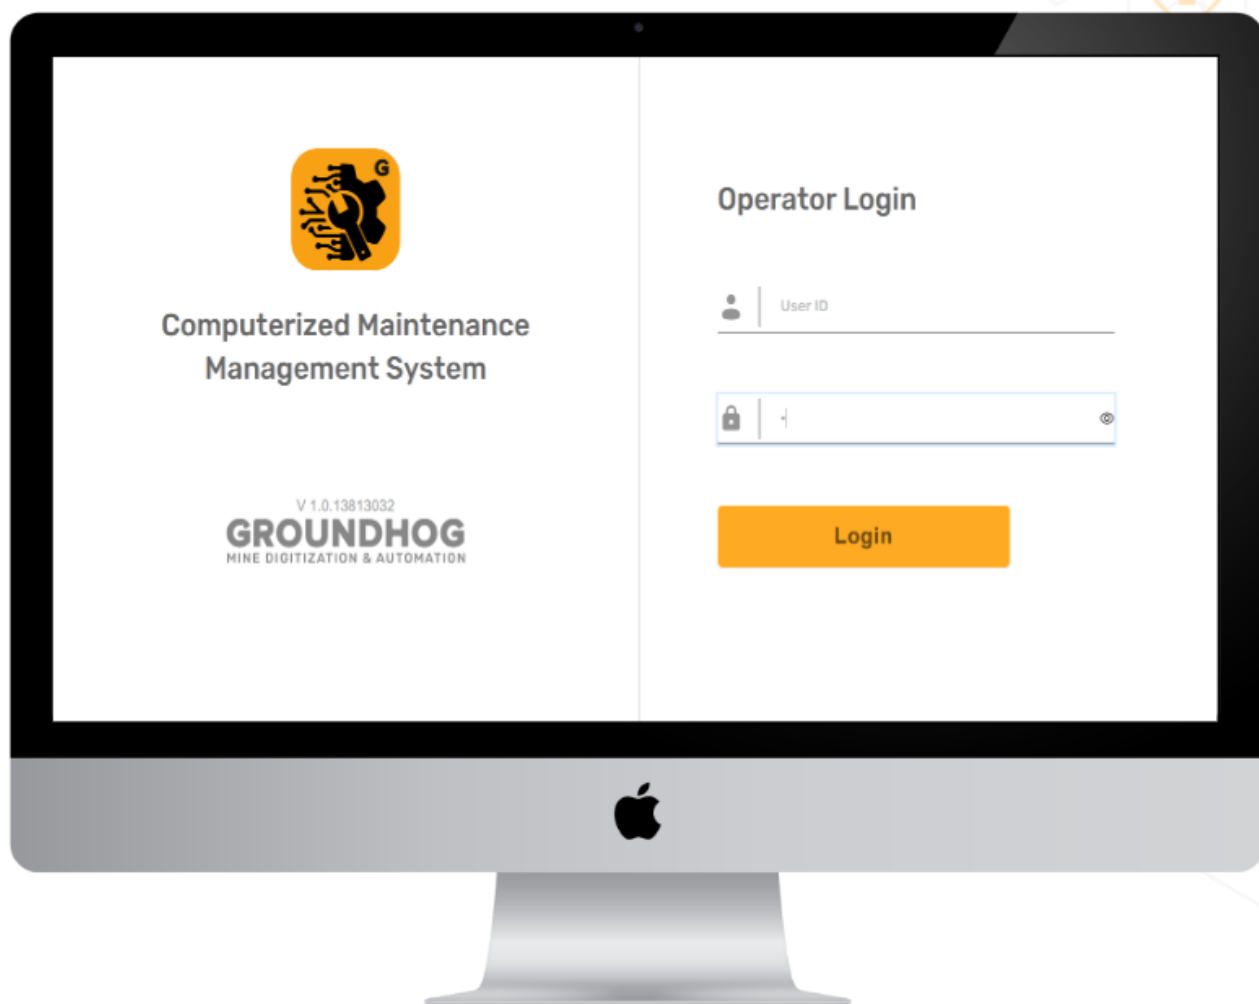 G
Computerized Maintenance
Management System
V 1.0.13813032
GROUNDHOG
MINE DIGITIZATION & AUTOMATION
Operator Login
User ID
Login